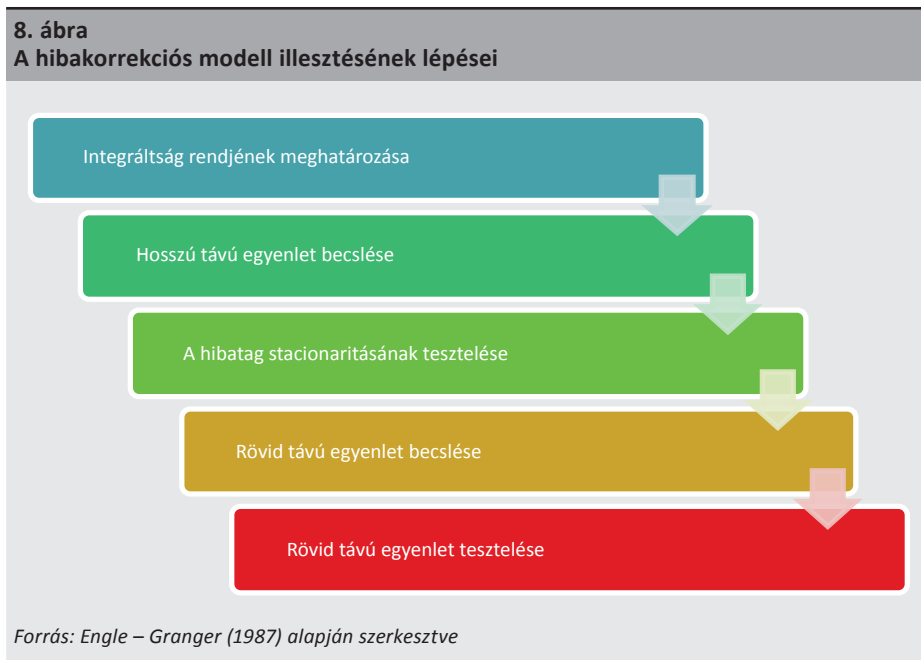 8. ábra
A hibakorrekciós modell illesztésének lépései
Integráltság rendjének meghatározása
Hosszú távú egyenlet becslése
A hibatag stacionaritásának tesztelése
Rövid távú egyenlet becslése
Rövid távú egyenlet tesztelése
Forrás: Engle – Granger (1987) alapján szerkesztve